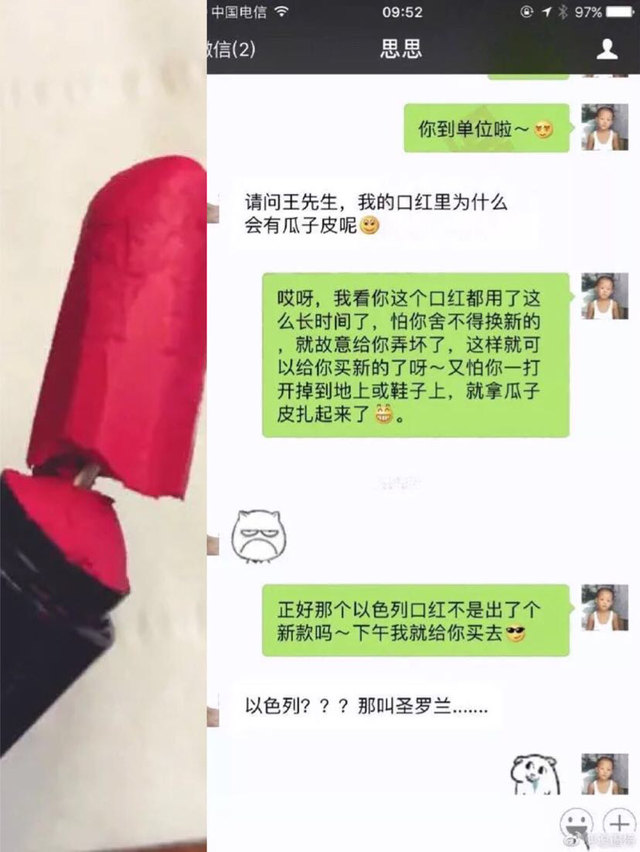 中国电信
09:52
97%
微信(2)
思思
你到单位啦～
请问王先生，我的口红里为什么
会有瓜子皮呢
哎呀，我看你这个口红都用了这
么长时间了，怕你舍不得换新的
，就故意给你弄坏了，这样就可
以给你买新的了呀～又怕你一打
开掉到地上或鞋子上，就拿瓜子
皮扎起来了。
正好那个以色列口红不是出了个
新款吗～下午我就给你买去
以色列？？？那叫圣罗兰.......